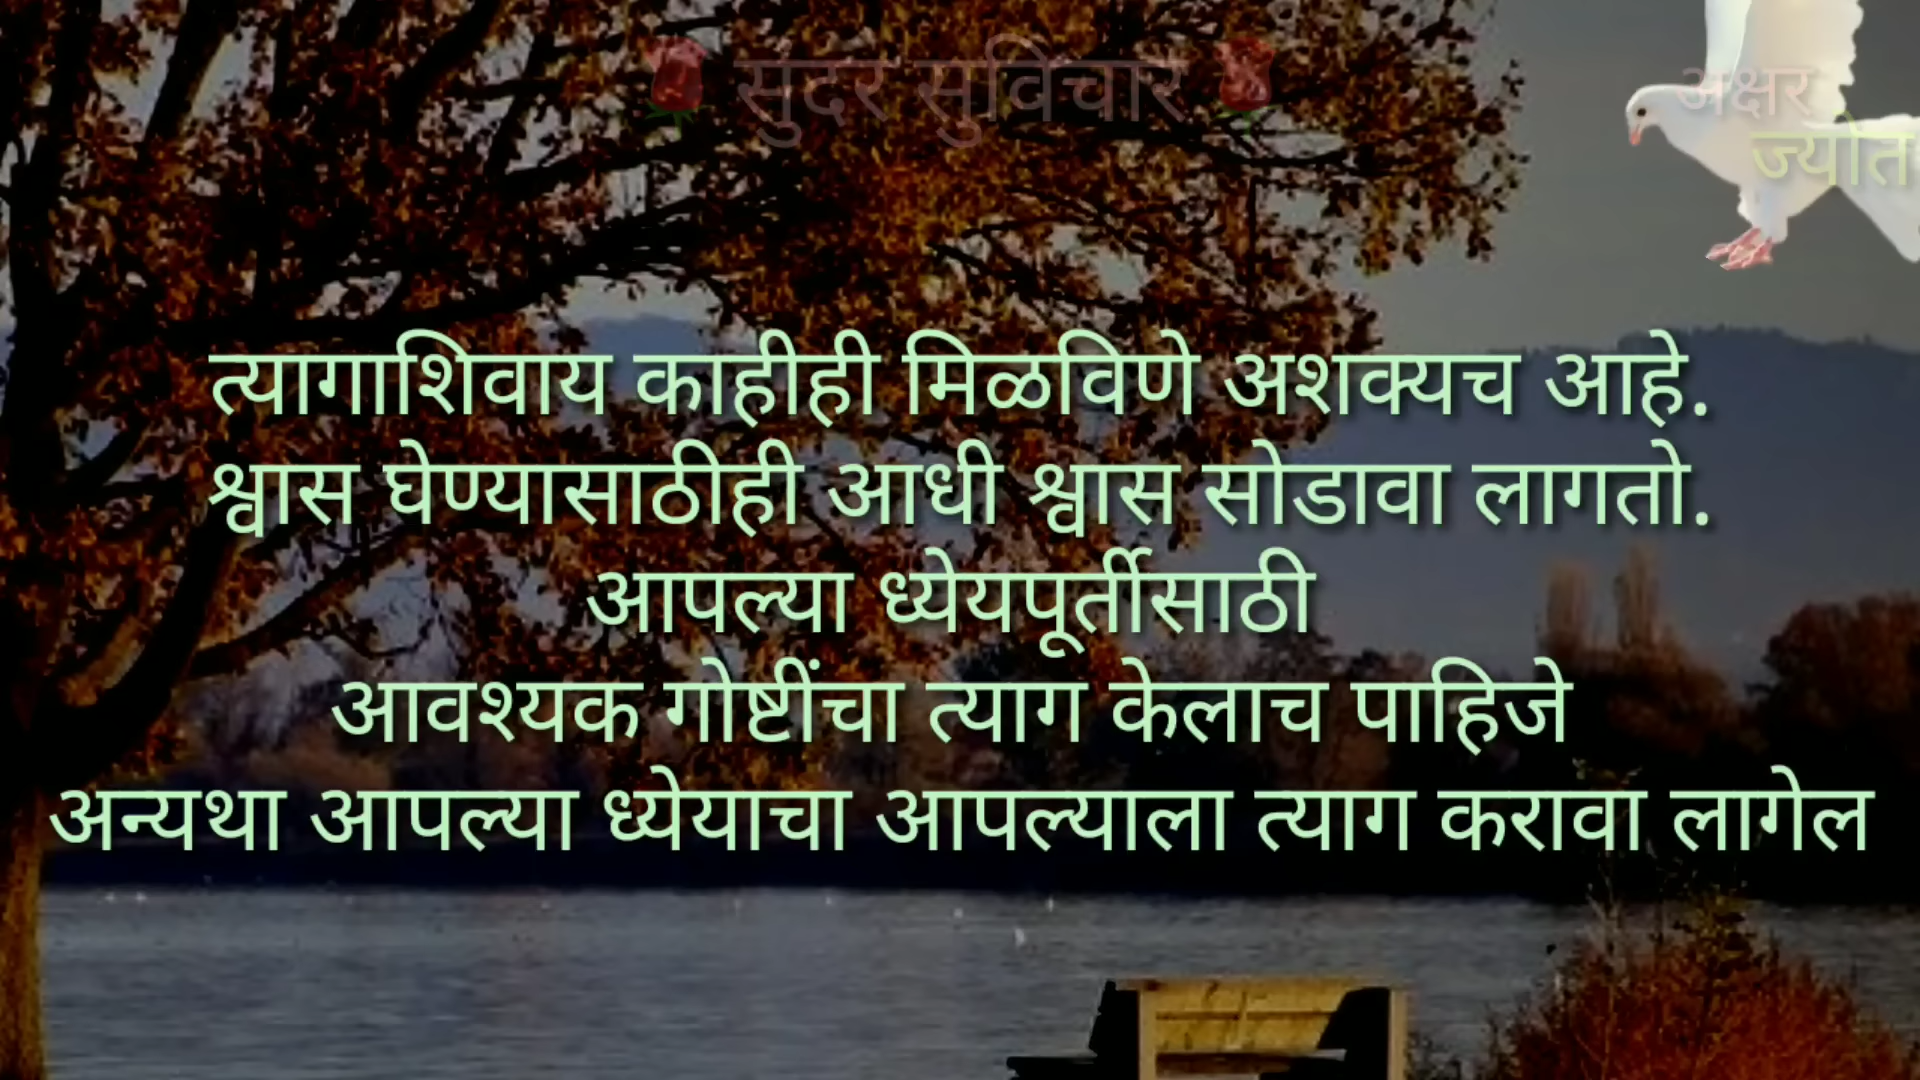 🌹 सुंदर सुविचार 🌹
अक्षर
ज्योत
त्यागाशिवाय काहीही मिळविणे अशक्यच आहे.
श्वास घेण्यासाठीही आधी श्वास सोडावा लागतो.
आपल्या ध्येयपूर्तीसाठी
आवश्यक गोष्टींचा त्याग केलाच पाहिजे
अन्यथा आपल्या ध्येयाचा आपल्याला त्याग करावा लागेल